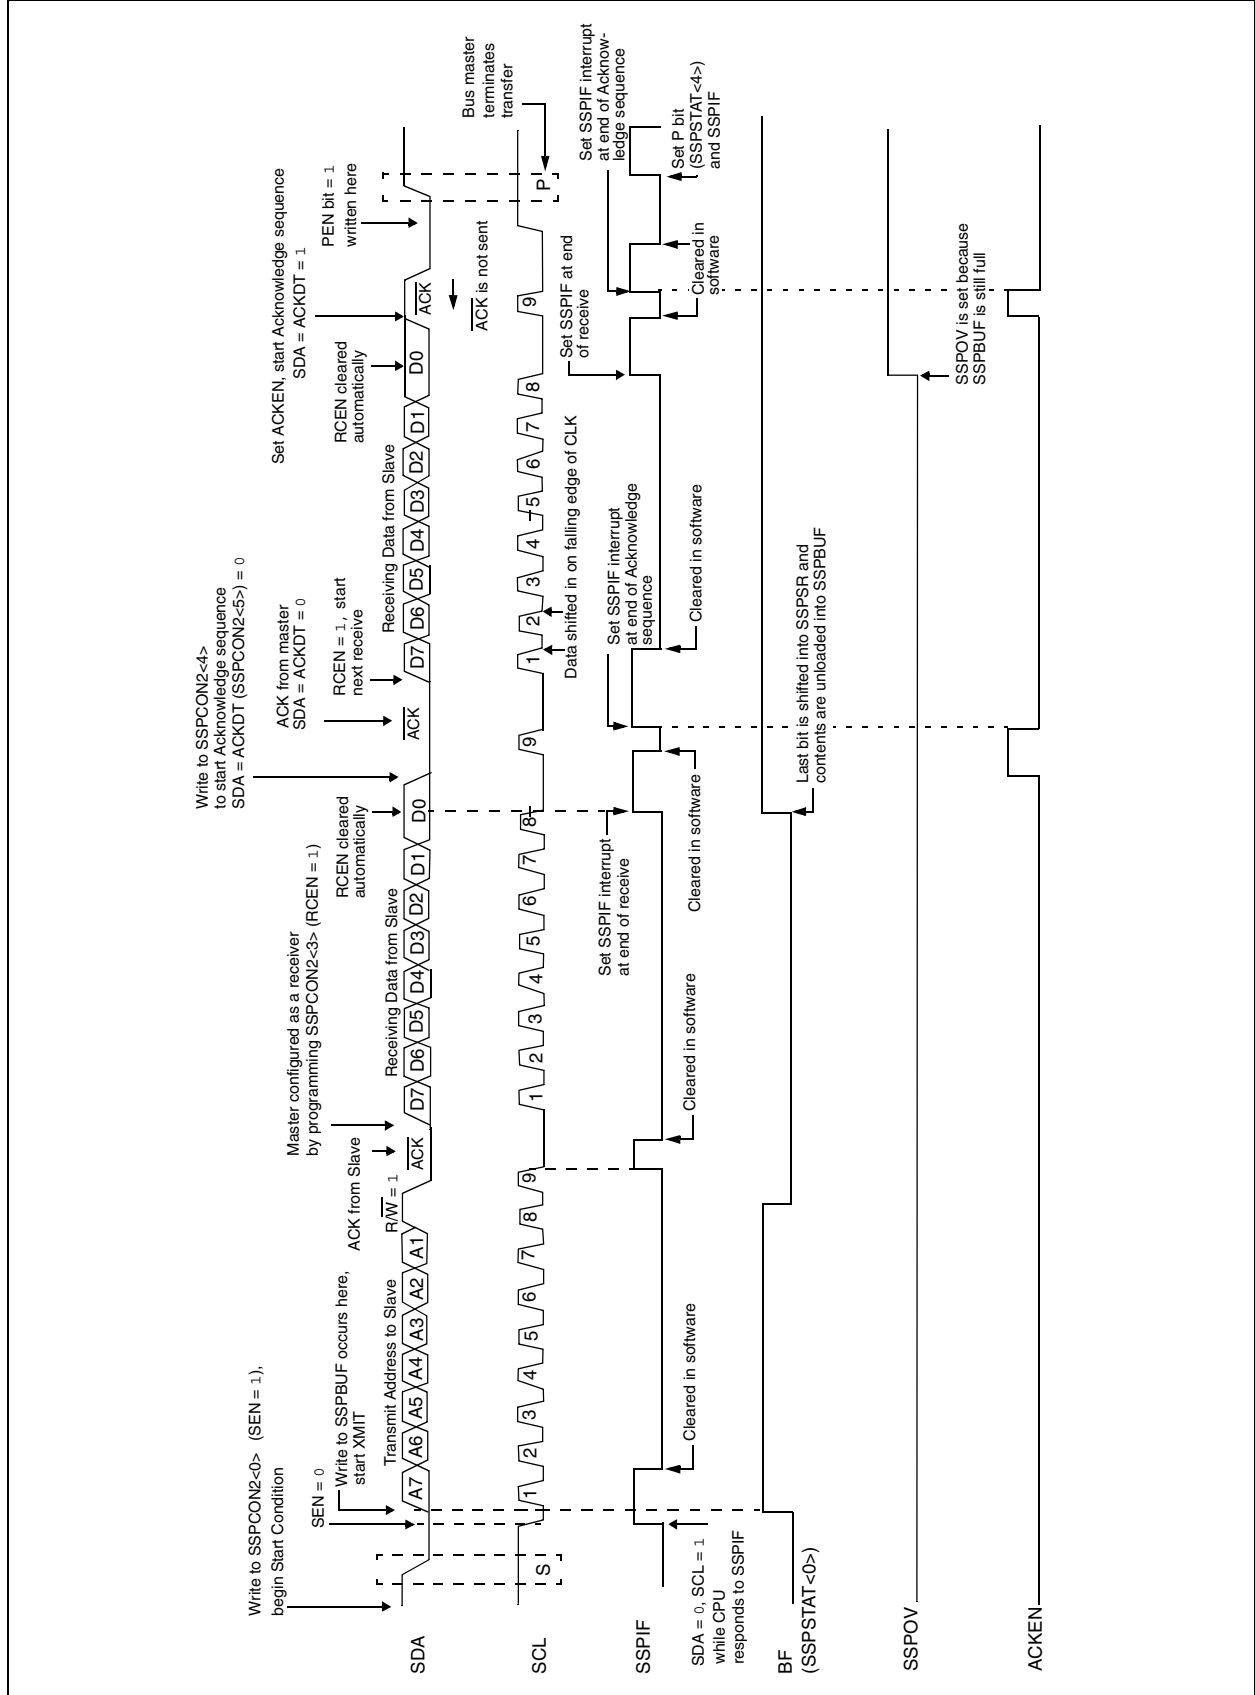 Write to SSPCON2<0> (SEN = 1),
begin Start Condition
SEN = 0
Write to SSPBUF occurs here,
start XMIT
ACK from Slave
Master configured as a receiver
by programming SSPCON2<3> (RCEN = 1)
RCEN cleared
automatically
Write to SSPCON2<4>
to start Acknowledge sequence
SDA = ACKDT (SSPCON2<5>) = 0
ACK from master
SDA = ACKDT = 0
RCEN = 1, start
next receive
RCEN cleared
automatically
Set ACKEN, start Acknowledge sequence
SDA = ACKDT = 1
PEN bit = 1
written here
Transmit Address to Slave
R/W = 1
Receiving Data from Slave
Receiving Data from Slave
SDA
A7 A6 A5 A4 A3 A2 A1
ACK
D7 D6 D5 D4 D3 D2 D1 D0
ACK
D7 D6 D5 D4 D3 D2 D1 D0
ACK
ACK is not sent
Bus master
terminates
transfer
SCL
S
1 2 3 4 5 6 7 8 9
1 2 3 4 5 6 7 8
9
1 2 3 4 5 6 7 8
9
P
Data shifted in on falling edge of CLK
Set SSPIF interrupt
at end of receive
Set SSPIF interrupt
at end of Acknowledge
sequence
Set SSPIF at end
of receive
Set SSPIF interrupt
at end of Acknow-
ledge sequence
SSPIF
SDA = 0, SCL = 1
while CPU
responds to SSPIF
Cleared in software
Cleared in software
Cleared in software
Cleared in software
Cleared in
software
Set P bit
(SSPSTAT<4>)
and SSPIF
BF
(SSPSTAT<0>)
Last bit is shifted into SSPSR and
contents are unloaded into SSPBUF
SSPOV
SSPOV is set because
SSPBUF is still full
ACKEN